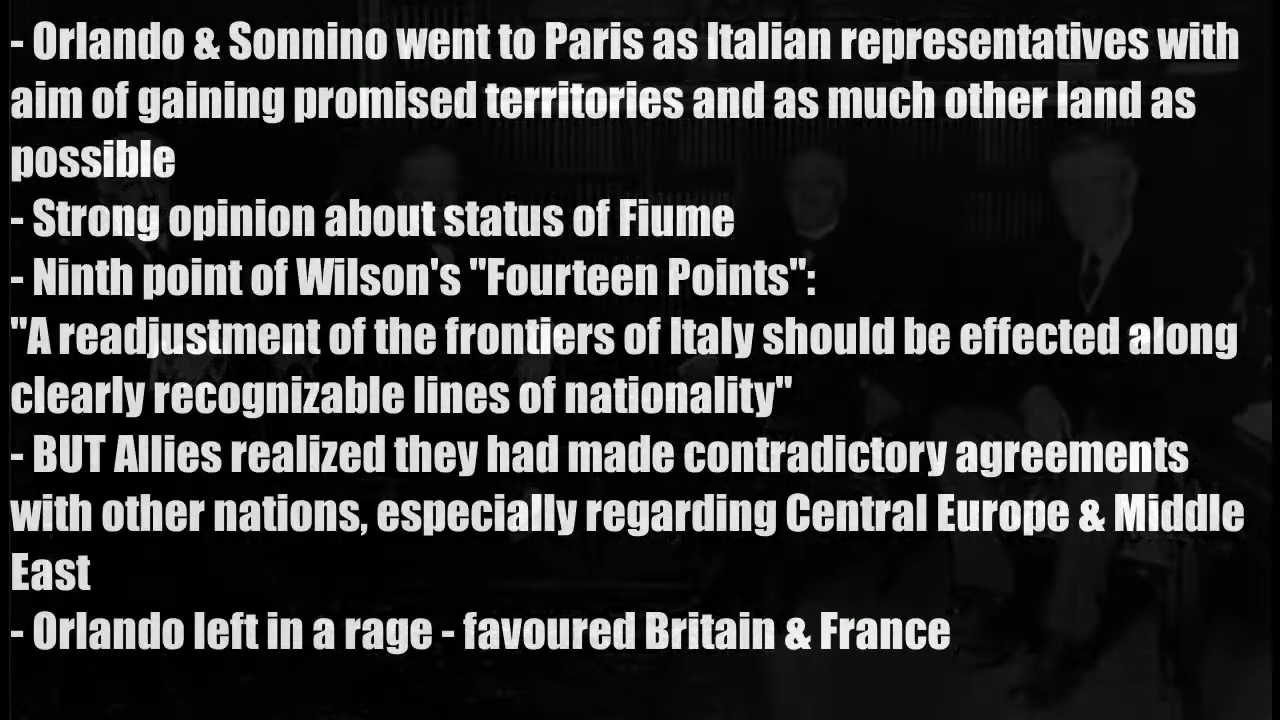 - Orlando & Sonnino went to Paris as Italian representatives with
aim of gaining promised territories and as much other land as
possible
- Strong opinion about status of Fiume
- Ninth point of Wilson's "Fourteen Points":
"A readjustment of the frontiers of Italy should be effected along
clearly recognizable lines of nationality"
- BUT Allies realized they had made contradictory agreements
with other nations, especially regarding Central Europe & Middle
East
- Orlando left in a rage - favoured Britain & France